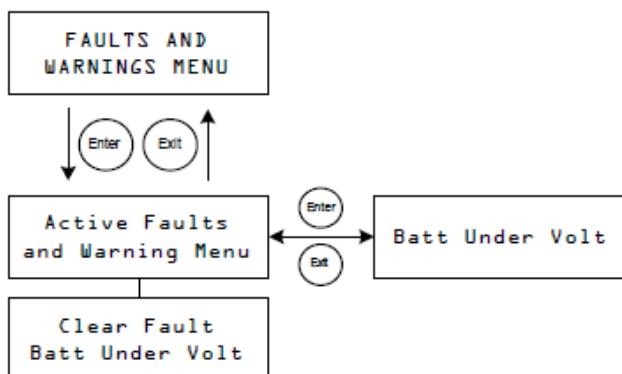 FAULTS AND
WARNINGS MENU
Enter
Exit
Active Faults
and Warning Menu
Enter
Exit
Batt Under Volt
Clear Fault
Batt Under Volt